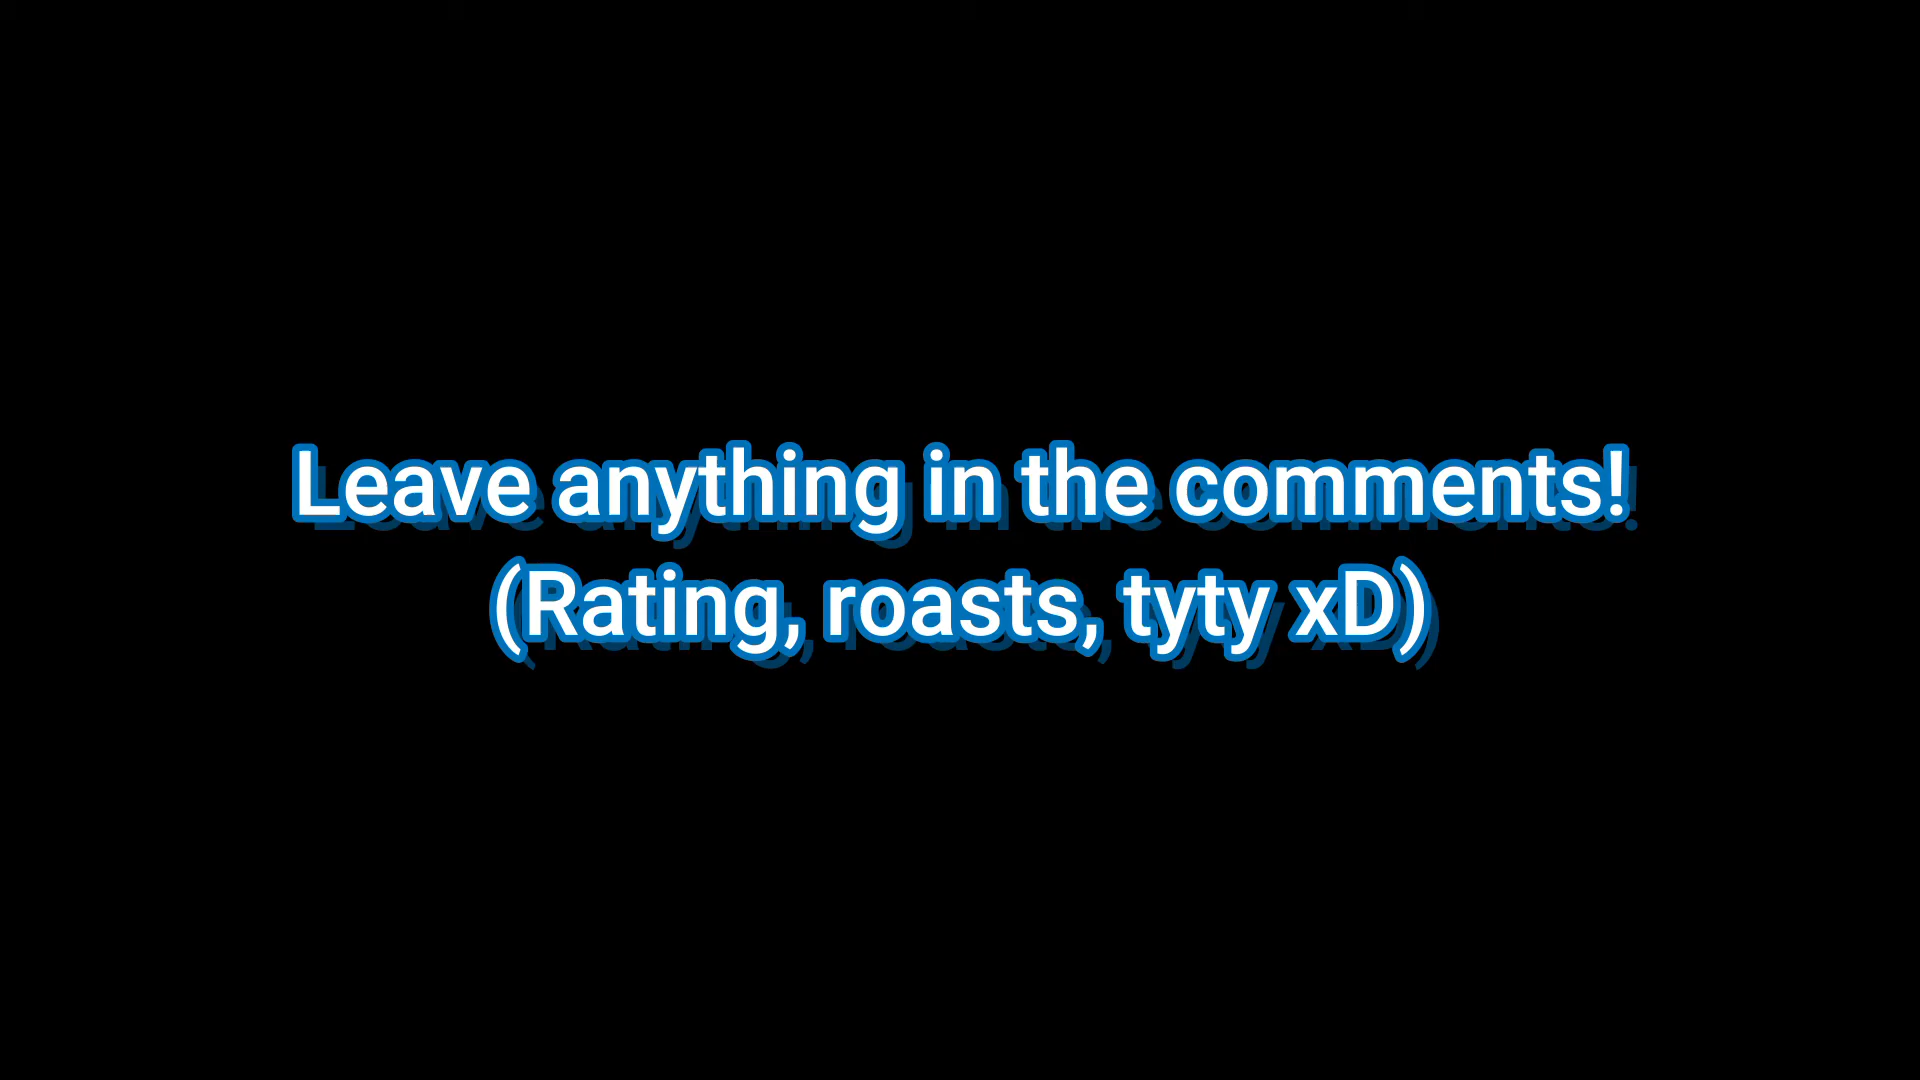 Leave anything in the comments!
(Rating, roasts, tyty xD)